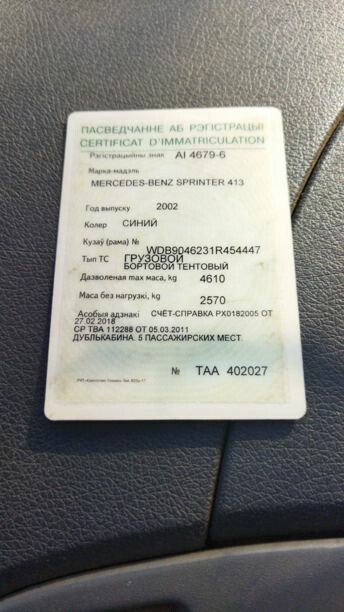 ПАСВЕДЧАННЕ АБ РЭГІСТРАЦЫІ
CERTIFICAT D'IMMATRICULATION
Рэгістрацыйны знак AI 4679-6
Марка-мадэль
MERCEDES-BENZ SPRINTER 413
Год выпуску 2002
Колер СИНИЙ
Кузаў (рама) № WDB9046231R454447
Тып ТС ГРУЗОВОЙ
БОРТОВОЙ ТЕНТОВЫЙ
Дазволеная max маса, kg 4610
Маса без нагрузкі, kg 2570
Асобыя адзнакі СЧЁТ-СПРАВКА РХ0182005 ОТ
27.02.2018
СР ТВА 112288 ОТ 05.03.2011
ДУБЛЬКАБИНА. 5 ПАССАЖИРСКИХ МЕСТ.
№ ТАА 402027